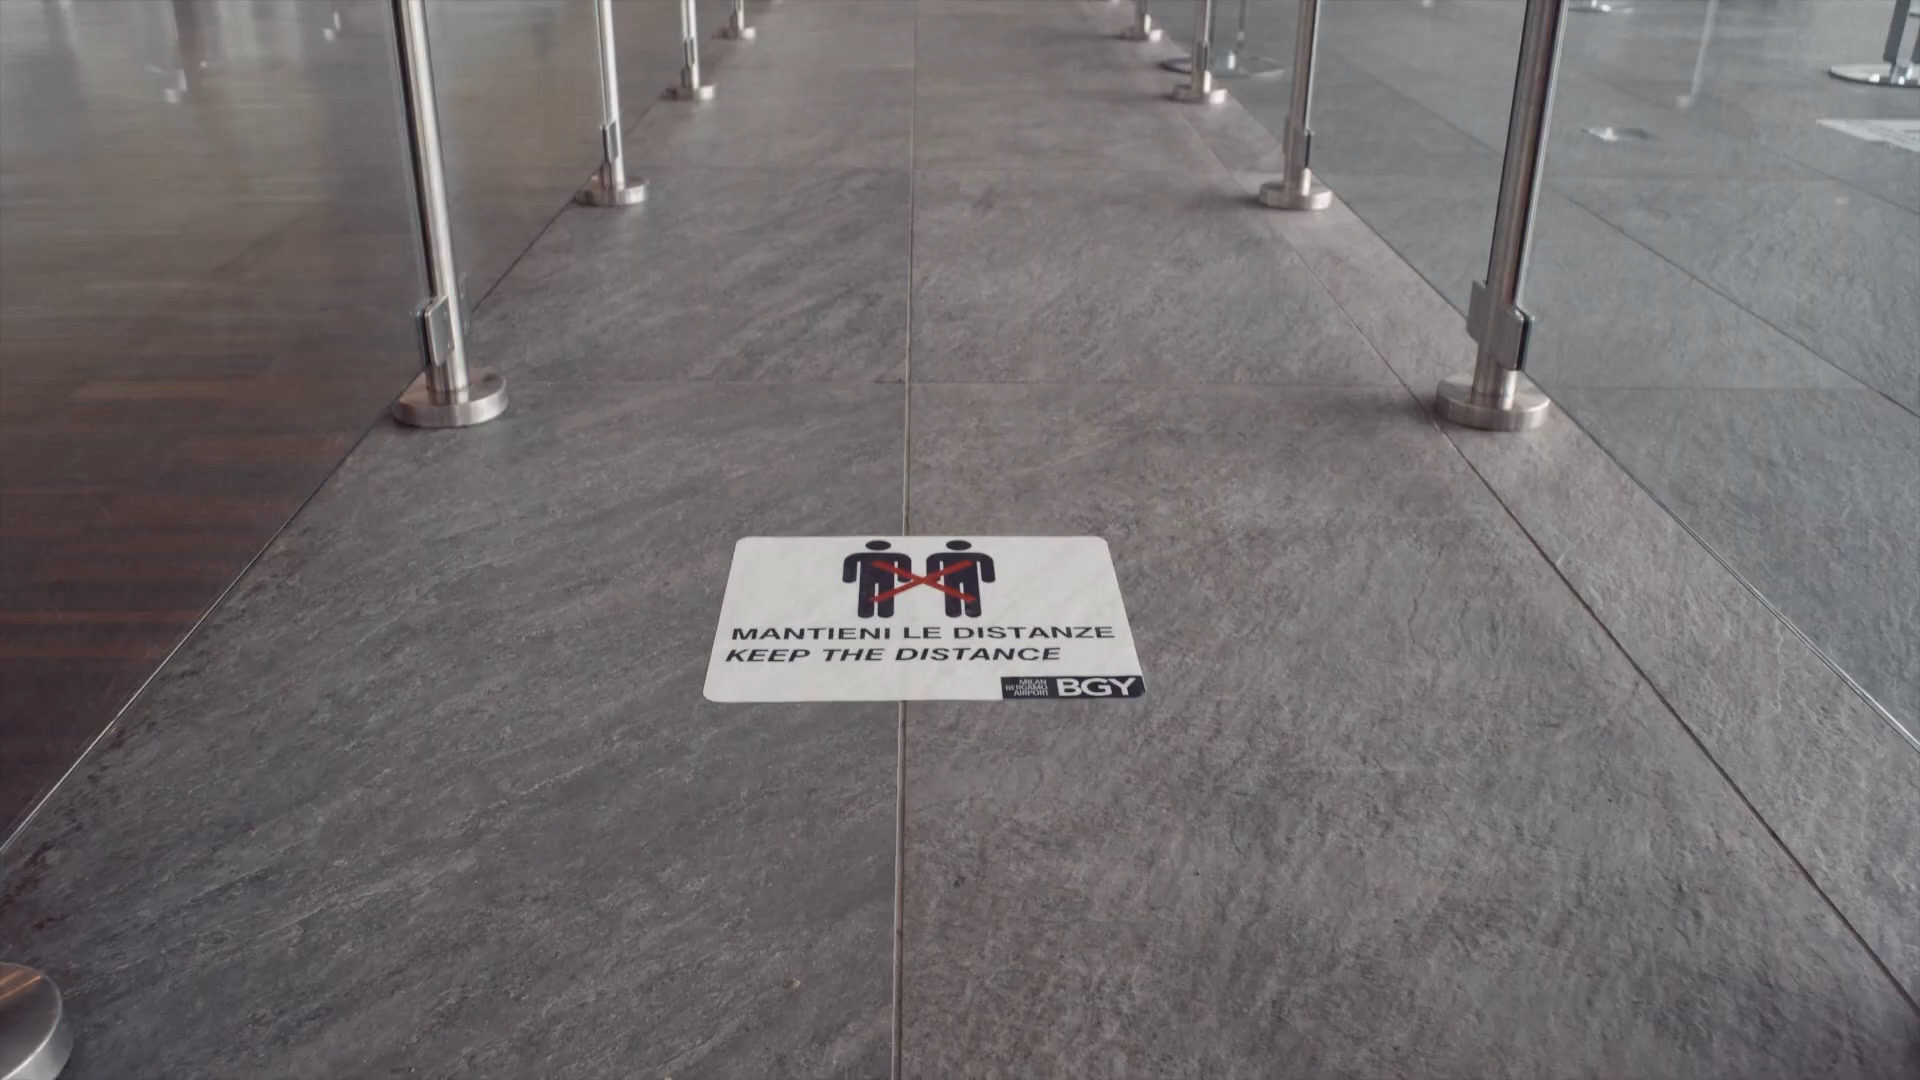 MANTIENI LE DISTANZE
KEEP THE DISTANCE
MILAN
BERGAMO
AIRPORT
BGY